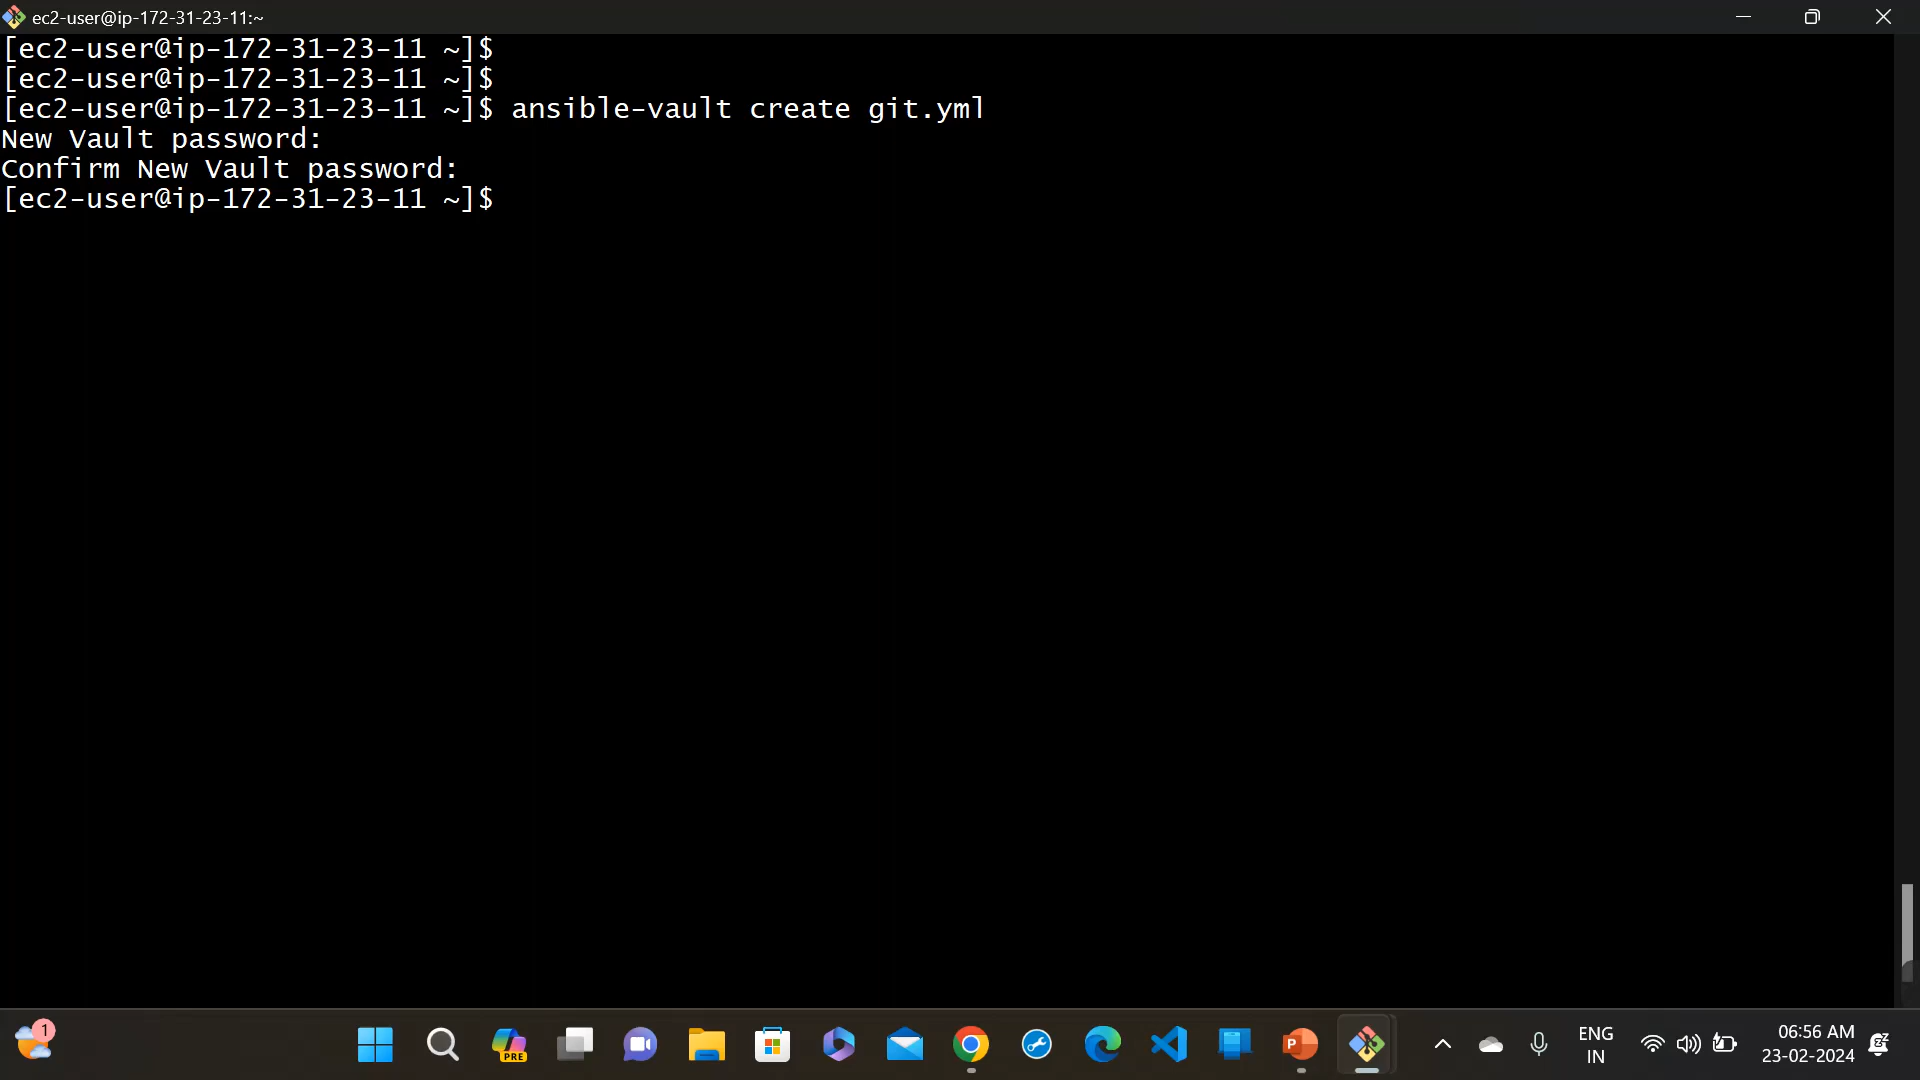 ec2-user@ip-172-31-23-11:~
[ec2-user@ip-172-31-23-11 ~]$
[ec2-user@ip-172-31-23-11 ~]$
[ec2-user@ip-172-31-23-11 ~]$ ansible-vault create git.yml
New Vault password:
Confirm New Vault password:
[ec2-user@ip-172-31-23-11 ~]$
1
PRE
P
ENG
IN
06:56 AM
23-02-2024